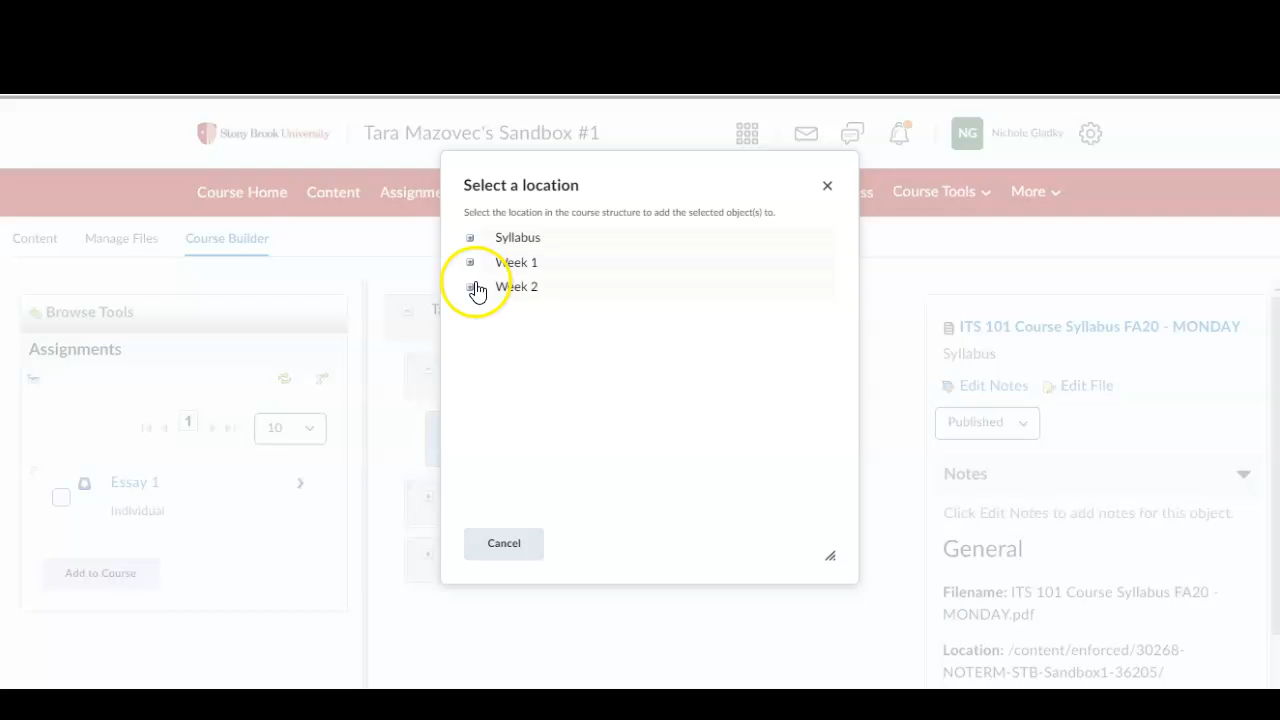 Stony Brook University
Tara Mazovec's Sandbox #1
NG
Nichole Gladky
Course Home
Content
Assignme
ss
Course Tools
More
Content
Manage Files
Course Builder
Select a location
Select the location in the course structure to add the selected object(s) to.
Syllabus
Week 1
Week 2
Cancel
Browse Tools
Assignments
1
10
Essay 1
Individual
Add to Course
ITS 101 Course Syllabus FA20 - MONDAY
Syllabus
Edit Notes
Edit File
Published
Notes
Click Edit Notes to add notes for this object.
General
Filename: ITS 101 Course Syllabus FA20 -
MONDAY.pdf
Location: /content/enforced/30268-
NOTERM-STB-Sandbox1-36205/